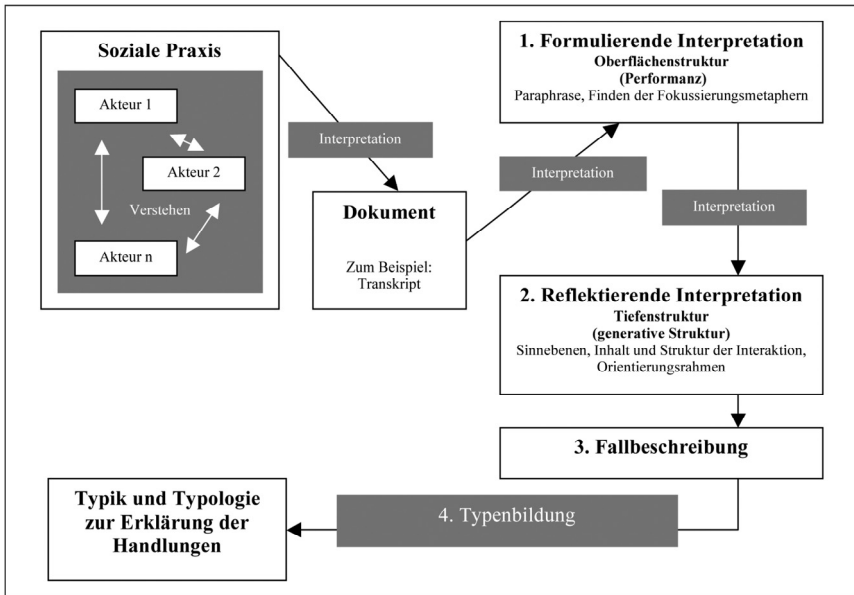 Soziale Praxis
Akteur 1
Akteur 2
Verstehen
Akteur n
Interpretation
Dokument
Zum Beispiel:
Transkript
Interpretation
1. Formulierende Interpretation
Oberflächenstruktur
(Performanz)
Paraphrase, Finden der Fokussierungsmetaphern
Interpretation
2. Reflektierende Interpretation
Tiefenstruktur
(generative Struktur)
Sinnebenen, Inhalt und Struktur der Interaktion,
Orientierungsrahmen
3. Fallbeschreibung
4. Typenbildung
Typik und Typologie
zur Erklärung der
Handlungen